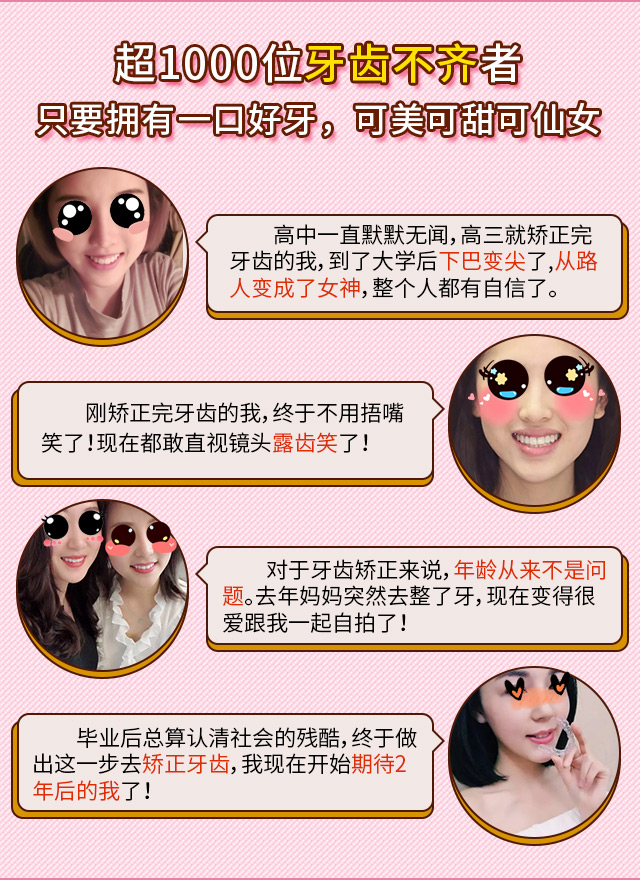 超1000位牙齿不齐者
只要拥有一口好牙，可美可甜可仙女
高中一直默默无闻，高三就矫正完
牙齿的我，到了大学后下巴变尖了,从路
人变成了女神，整个人都有自信了。
刚矫正完牙齿的我，终于不用捂嘴
笑了！现在都敢直视镜头露齿笑了！
对于牙齿矫正来说，年龄从来不是问
题。去年妈妈突然去整了牙，现在变得很
爱跟我一起自拍了！
毕业后总算认清社会的残酷，终于做
出这一步去矫正牙齿，我现在开始期待2
年后的我了！